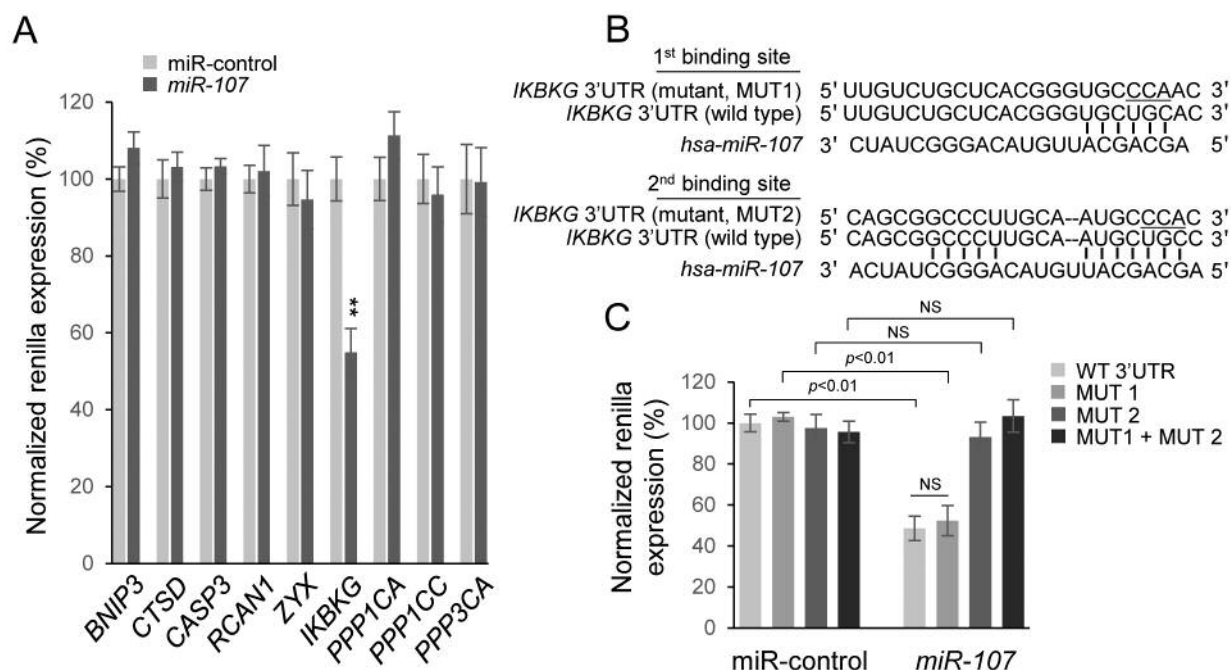 A
miR-control
miR-107
Normalized renilla expression (%)
120
100
80
60
40
20
0
**
BNIP3
CTSD
CASP3
RCAN1
ZYX
IKBKG
PPP1CA
PPP1CC
PPP3CA
B
1st binding site
IKBKG 3'UTR (mutant, MUT1) 5' UUGUCUGCUCACGGGUGCCCAAC 3'
IKBKG 3'UTR (wild type) 5' UUGUCUGCUCACGGGUGCUGCAC 3'
hsa-miR-107 3' CUAUCGGGACAUGUUACGACGA 5'
2nd binding site
IKBKG 3'UTR (mutant, MUT2) 5' CAGCGGCCCUUGCA--AUGCCCAC 3'
IKBKG 3'UTR (wild type) 5' CAGCGGCCCUUGCA--AUGCUGCC 3'
hsa-miR-107 3' ACUAUCGGGACAUGUUACGACGA 5'
C
NS
NS
p<0.01
p<0.01
NS
WT 3'UTR
MUT 1
MUT 2
MUT1 + MUT 2
Normalized renilla
expression (%)
120
100
80
60
40
20
0
miR-control
miR-107